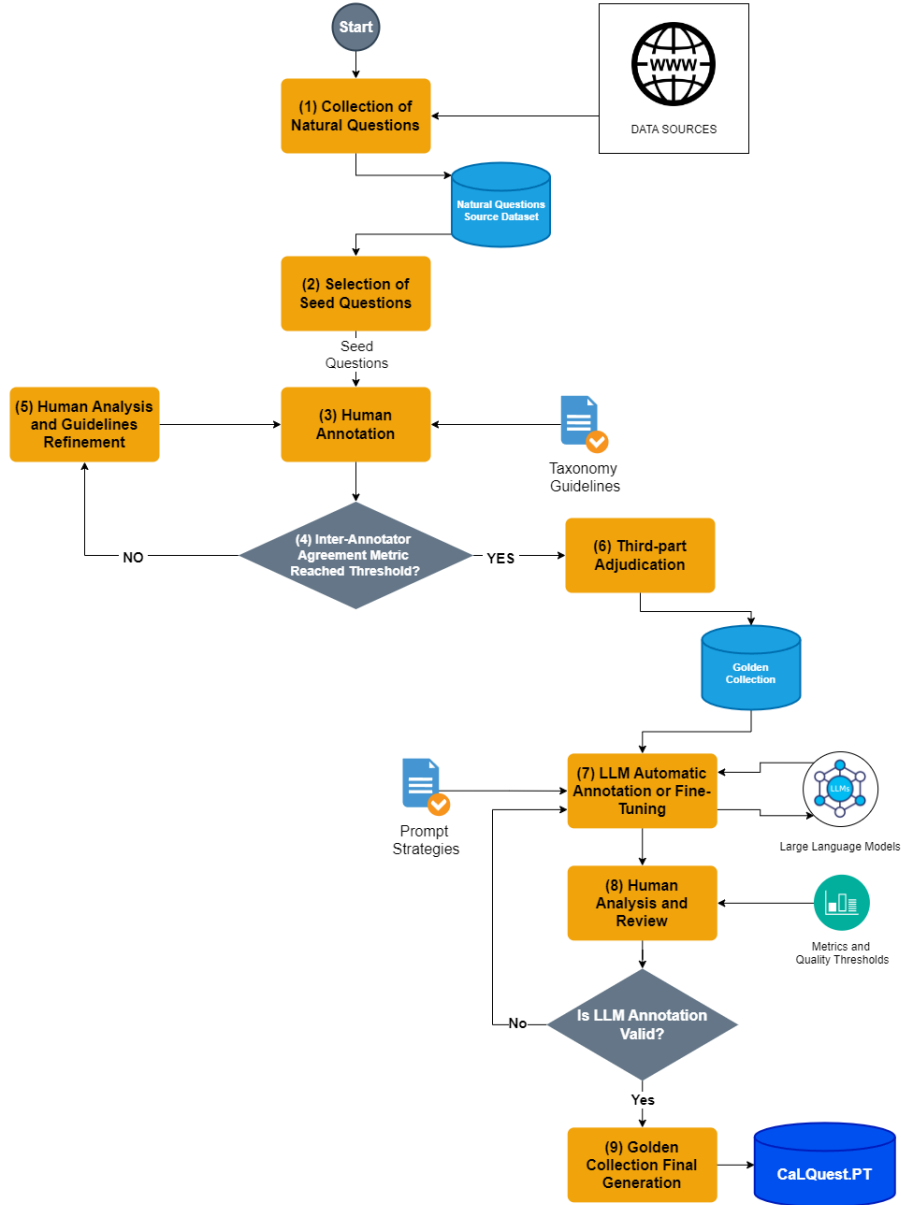 Start
WWW
DATA SOURCES
(1) Collection of
Natural Questions
Natural Questions
Source Dataset
(2) Selection of
Seed Questions
Seed
Questions
(5) Human Analysis
and Guidelines
Refinement
(3) Human
Annotation
Taxonomy
Guidelines
(4) Inter-Annotator
Agreement Metric
Reached Threshold?
NO
YES
(6) Third-part
Adjudication
Golden
Collection
Prompt
Strategies
(7) LLM Automatic
Annotation or Fine-
Tuning
LLMs
Large Language Models
(8) Human
Analysis and
Review
Metrics and
Quality Thresholds
Is LLM Annotation
Valid?
No
Yes
(9) Golden
Collection Final
Generation
CaLQuest.PT